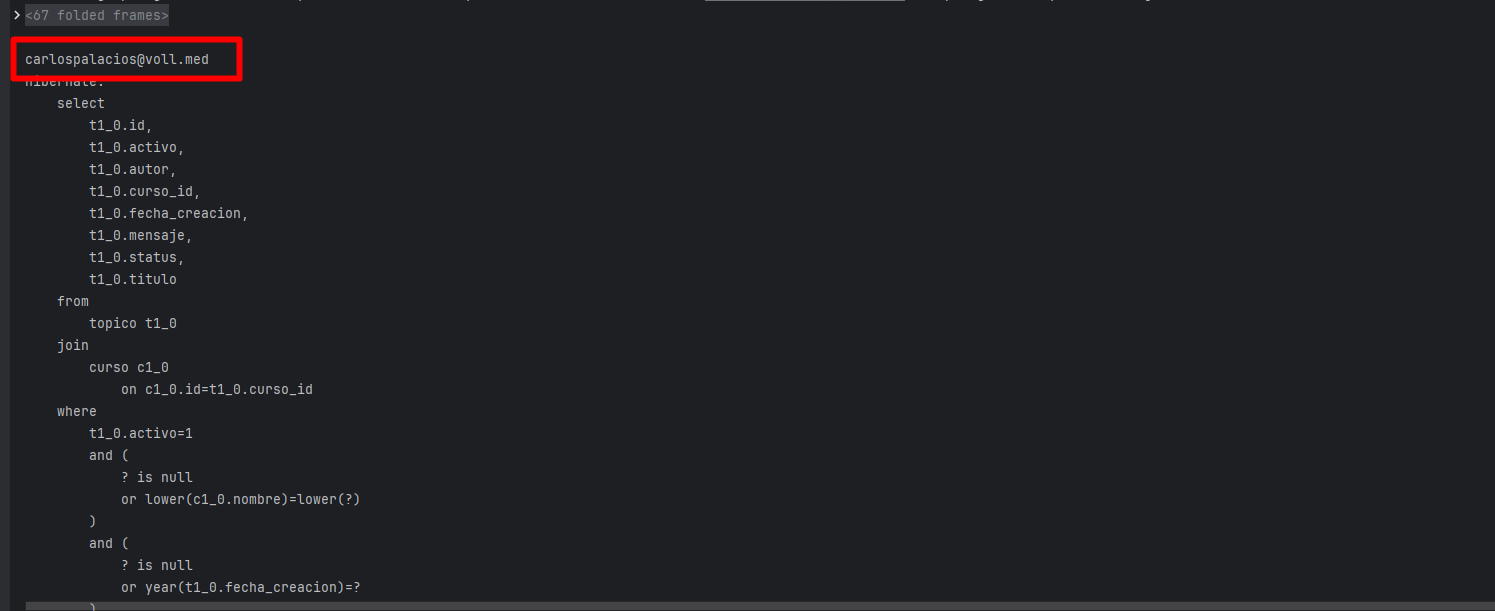 <67 folded frames>
carlospalacios@voll.med
Hibernate:
select
t1_0.id,
t1_0.activo,
t1_0.autor,
t1_0.curso_id,
t1_0.fecha_creacion,
t1_0.mensaje,
t1_0.status,
t1_0.titulo
from
topico t1_0
join
curso c1_0
on c1_0.id=t1_0.curso_id
where
t1_0.activo=1
and (
? is null
or lower(c1_0.nombre)=lower(?)
)
and (
? is null
or year(t1_0.fecha_creacion)=?
)